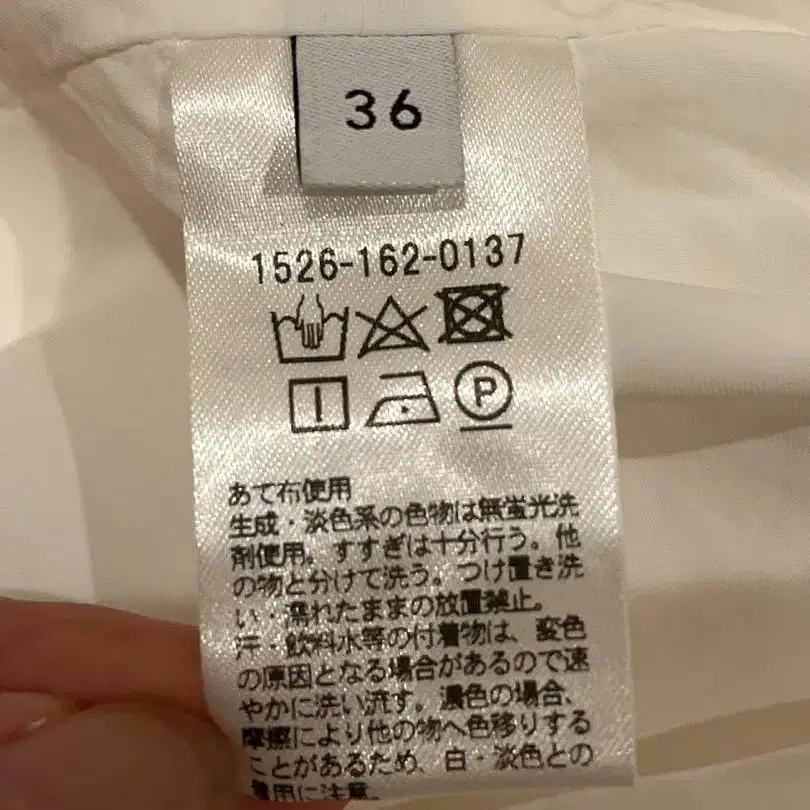 36
1526-162-0137
P
あて布使用
生成・淡色系の色物は無蛍光洗
剤使用。すすぎは十分行う。他
の物と分けて洗う。つけ置き洗
い・濡れたままの放置禁止。
汗・飲料水等の付着物は、変色
の原因となる場合があるので速
やかに洗い流す。濃色の場合、
摩擦により他の物へ色移りする
ことがあるため、白・淡色との
着用に注意。